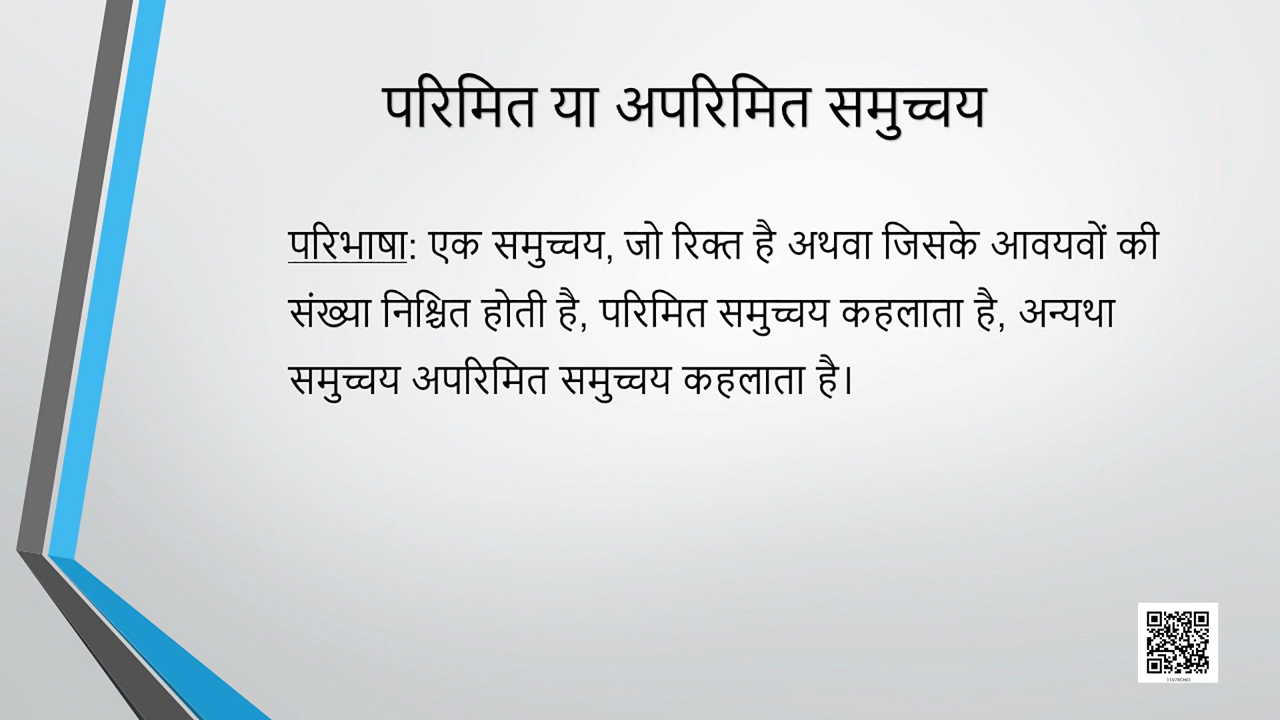 परिमित या अपरिमित समुच्चय
परिभाषा: एक समुच्चय, जो रिक्त है अथवा जिसके आवयवों की
संख्या निश्चित होती है, परिमित समुच्चय कहलाता है, अन्यथा
समुच्चय अपरिमित समुच्चय कहलाता है।